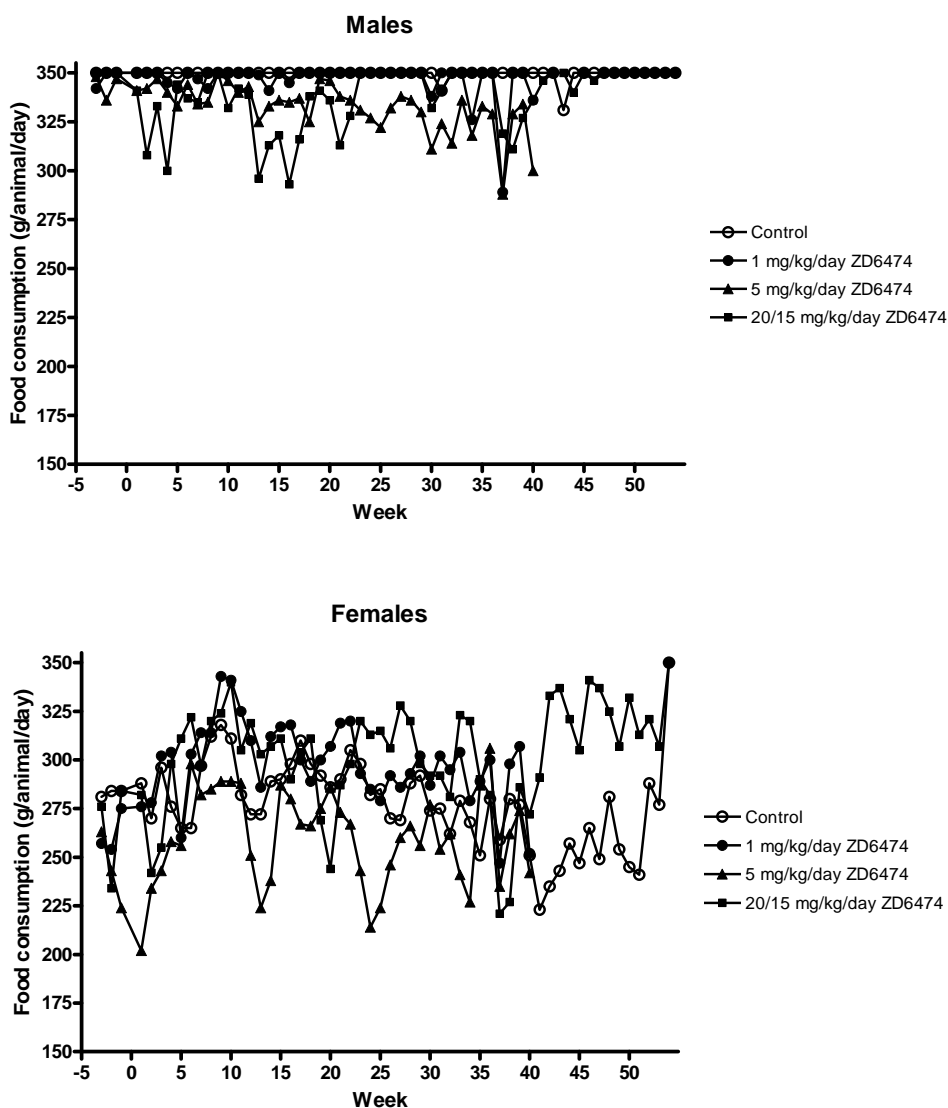 Males
350
325
300
275
250
225
200
175
150
-5 0 5 10 15 20 25 30 35 40 45 50
Week
Food consumption (g/animal/day)
Control
1 mg/kg/day ZD6474
5 mg/kg/day ZD6474
20/15 mg/kg/day ZD6474
Females
350
325
300
275
250
225
200
175
150
-5 0 5 10 15 20 25 30 35 40 45 50
Week
Food consumption (g/animal/day)
Control
1 mg/kg/day ZD6474
5 mg/kg/day ZD6474
20/15 mg/kg/day ZD6474